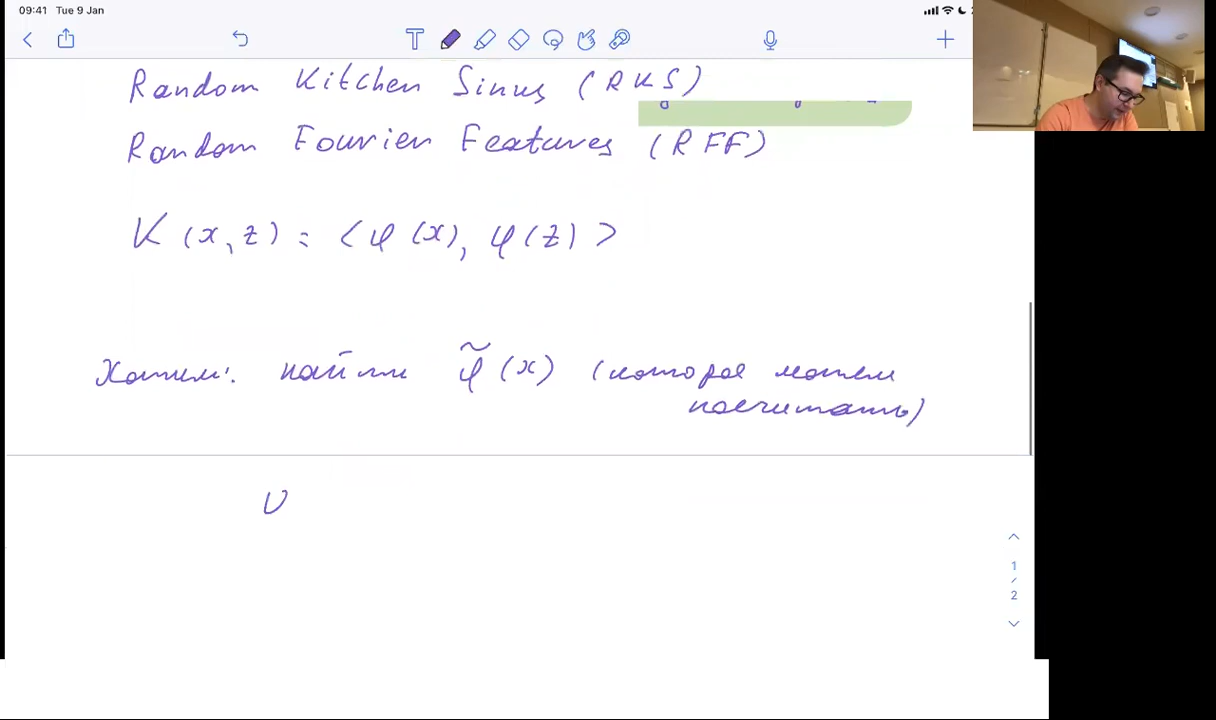 09:41 Tue 9 Jan
Random Kitchen Sinus (RKS)
Random Fourier Features (RFF)
K(x, z) = ⟨φ(x), φ(z)⟩
Хотим: найти φ̃(x) (которое можем
посчитать)
и
1
/
2